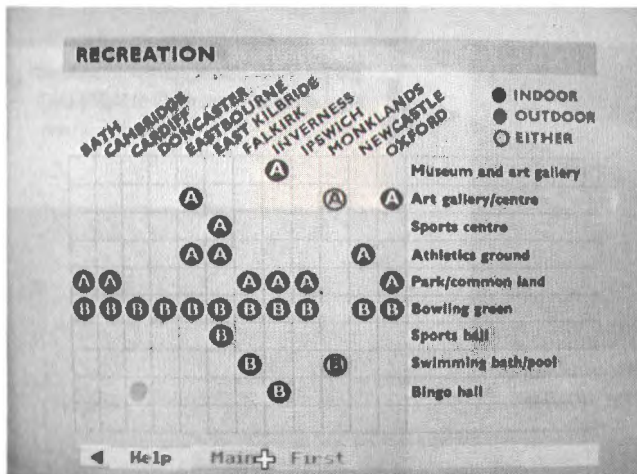 RECREATION
BATH
CAMBRIDGE
CARDIFF
DONCASTER
EASTBOURNE
EAST KILBRIDE
FALKIRK
INVERNESS
IPSWICH
MONKLANDS
NEWCASTLE
OXFORD
INDOOR
OUTDOOR
EITHER
A Museum and art gallery
A A A Art gallery/centre
A Sports centre
A A A Athletics ground
A A A A A A Park/common land
B B B B B B B B B B B Bowling green
B Sports hall
B B Swimming bath/pool
B Bingo hall
Help Main First